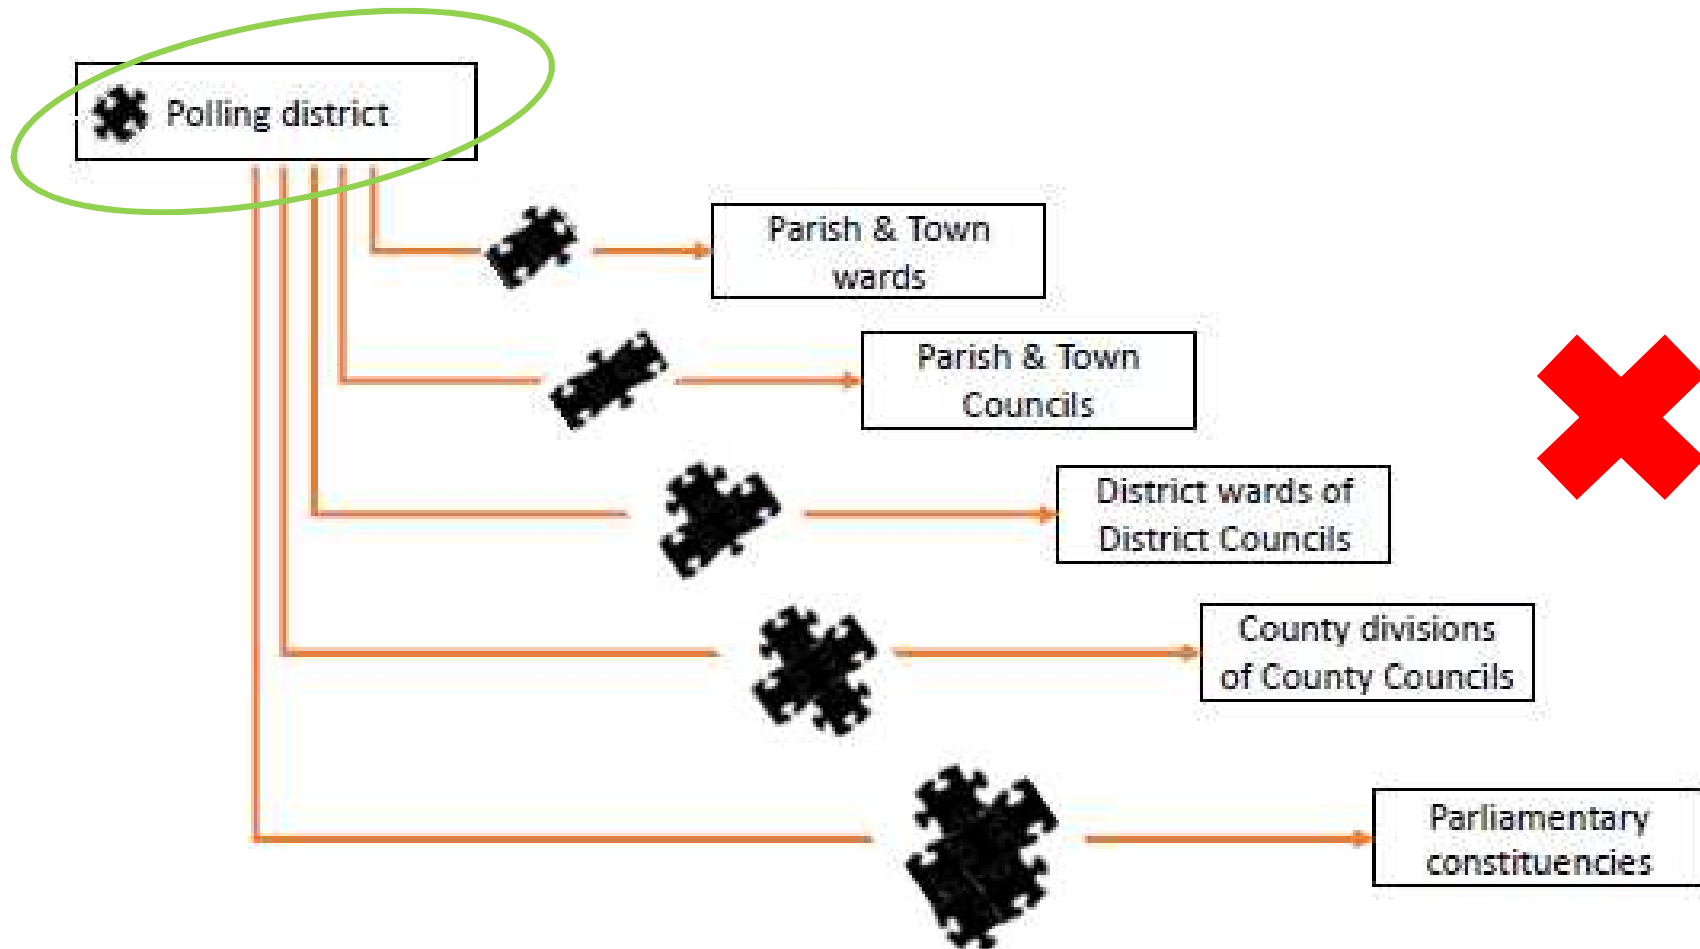 Polling district
Parish & Town
wards
Parish & Town
Councils
District wards of
District Councils
County divisions
of County Councils
Parliamentary
constituencies